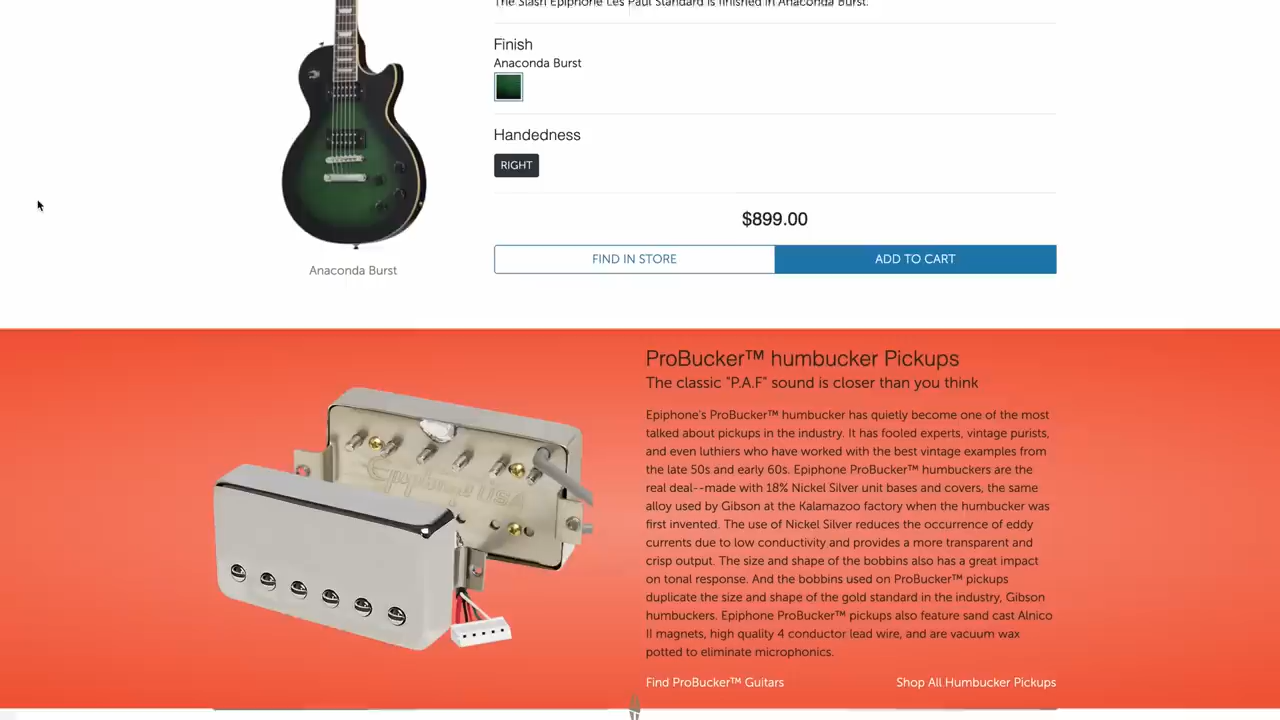 The Slash Epiphone Les Paul Standard is finished in Anaconda Burst.
Finish
Anaconda Burst
Handedness
RIGHT
$899.00
FIND IN STORE
ADD TO CART
Anaconda Burst
ProBucker™ humbucker Pickups
The classic "P.A.F" sound is closer than you think
Epiphone's ProBucker™ humbucker has quietly become one of the most
talked about pickups in the industry. It has fooled experts, vintage purists,
and even luthiers who have worked with the best vintage examples from
the late 50s and early 60s. Epiphone ProBucker™ humbuckers are the
real deal--made with 18% Nickel Silver unit bases and covers, the same
alloy used by Gibson at the Kalamazoo factory when the humbucker was
first invented. The use of Nickel Silver reduces the occurrence of eddy
currents due to low conductivity and provides a more transparent and
crisp output. The size and shape of the bobbins also has a great impact
on tonal response. And the bobbins used on ProBucker™ pickups
duplicate the size and shape of the gold standard in the industry, Gibson
humbuckers. Epiphone ProBucker™ pickups also feature sand cast Alnico
II magnets, high quality 4 conductor lead wire, and are vacuum wax
potted to eliminate microphonics.
Find ProBucker™ Guitars
Shop All Humbucker Pickups
Epiphone USA